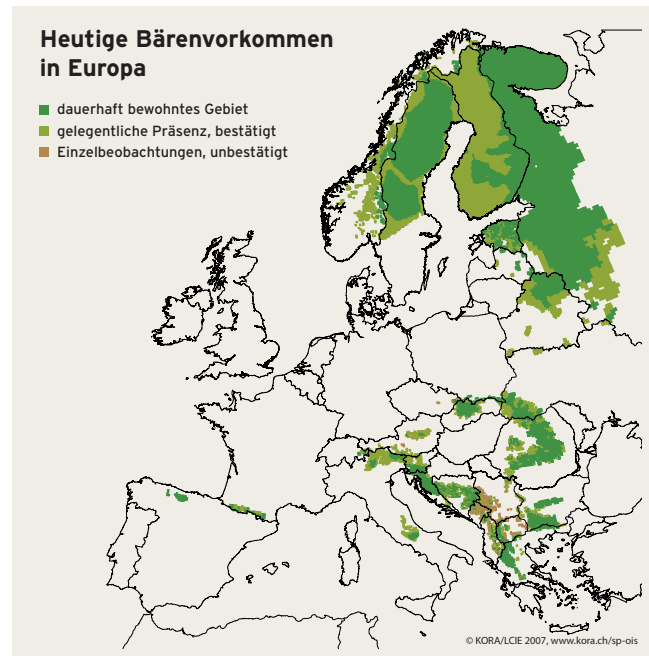 Heutige Bärenvorkommen
in Europa
dauerhaft bewohntes Gebiet
gelegentliche Präsenz, bestätigt
Einzelbeobachtungen, unbestätigt
© KORA/LCIE 2007, www.kora.ch/sp-ois